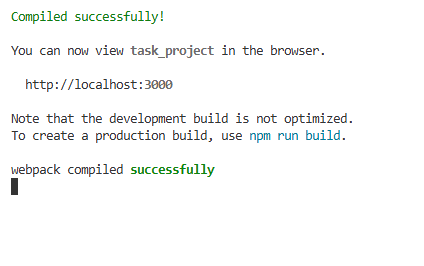 Compiled successfully!
You can now view task_project in the browser.
http://localhost:3000
Note that the development build is not optimized.
To create a production build, use npm run build.
webpack compiled successfully